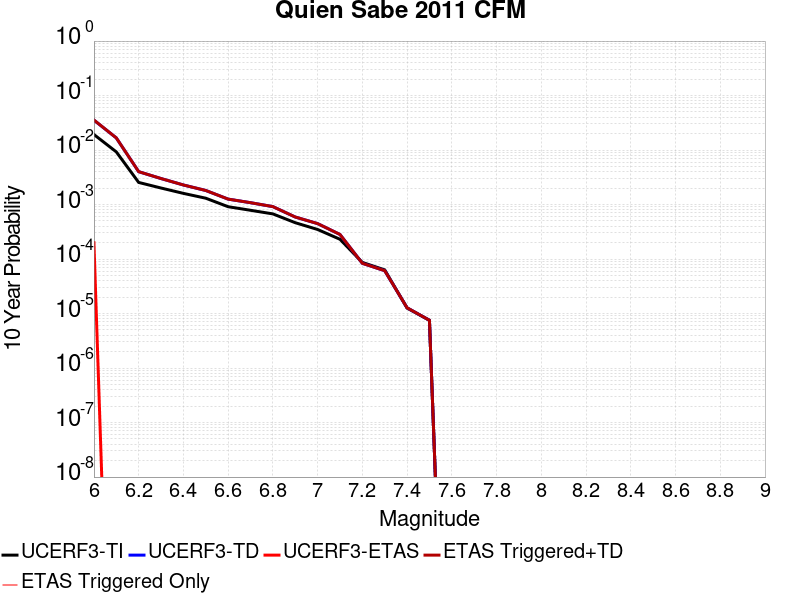 Quien Sabe 2011 CFM
10 Year Probability
10^0
10^-1
10^-2
10^-3
10^-4
10^-5
10^-6
10^-7
10^-8
6 6.2 6.4 6.6 6.8 7 7.2 7.4 7.6 7.8 8 8.2 8.4 8.6 8.8 9
Magnitude
UCERF3-TI UCERF3-TD UCERF3-ETAS ETAS Triggered+TD
ETAS Triggered Only